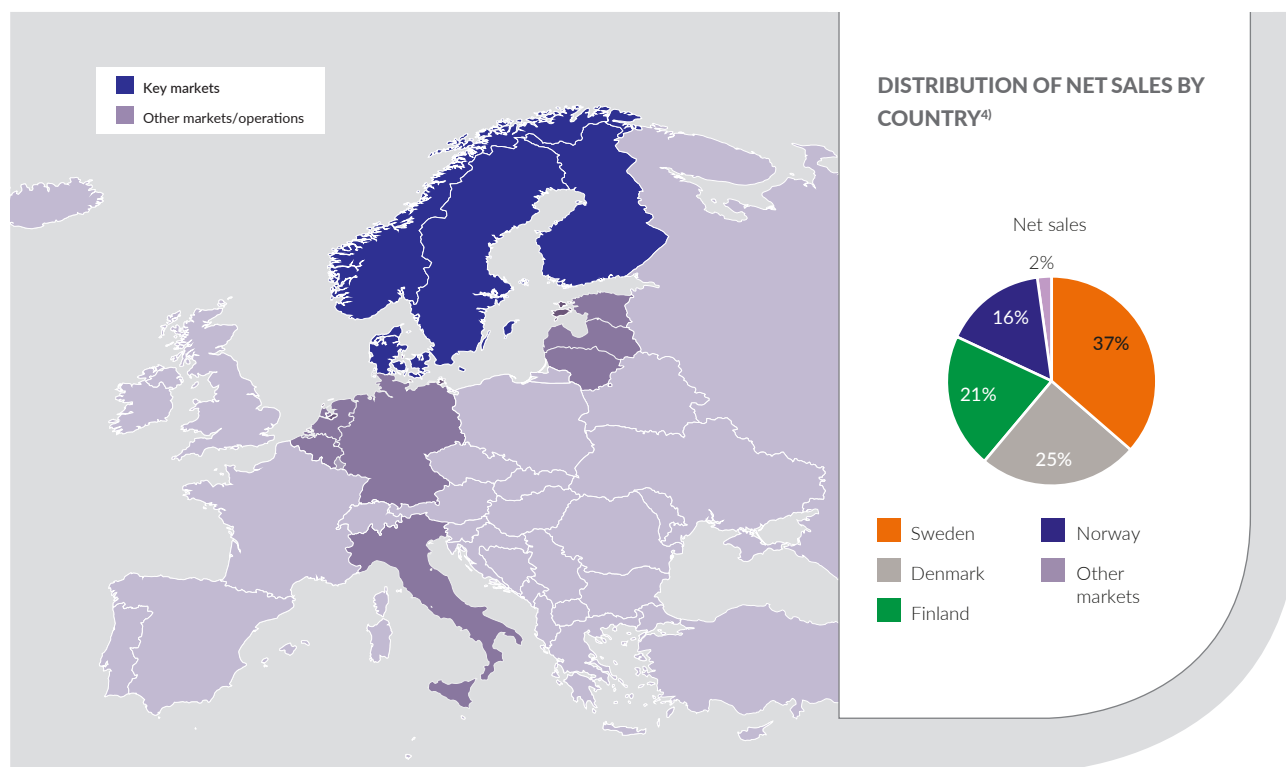 Key markets
Other markets/operations
DISTRIBUTION OF NET SALES BY
COUNTRY4)
Net sales
2%
16%
37%
21%
25%
Sweden
Denmark
Finland
Norway
Other
markets